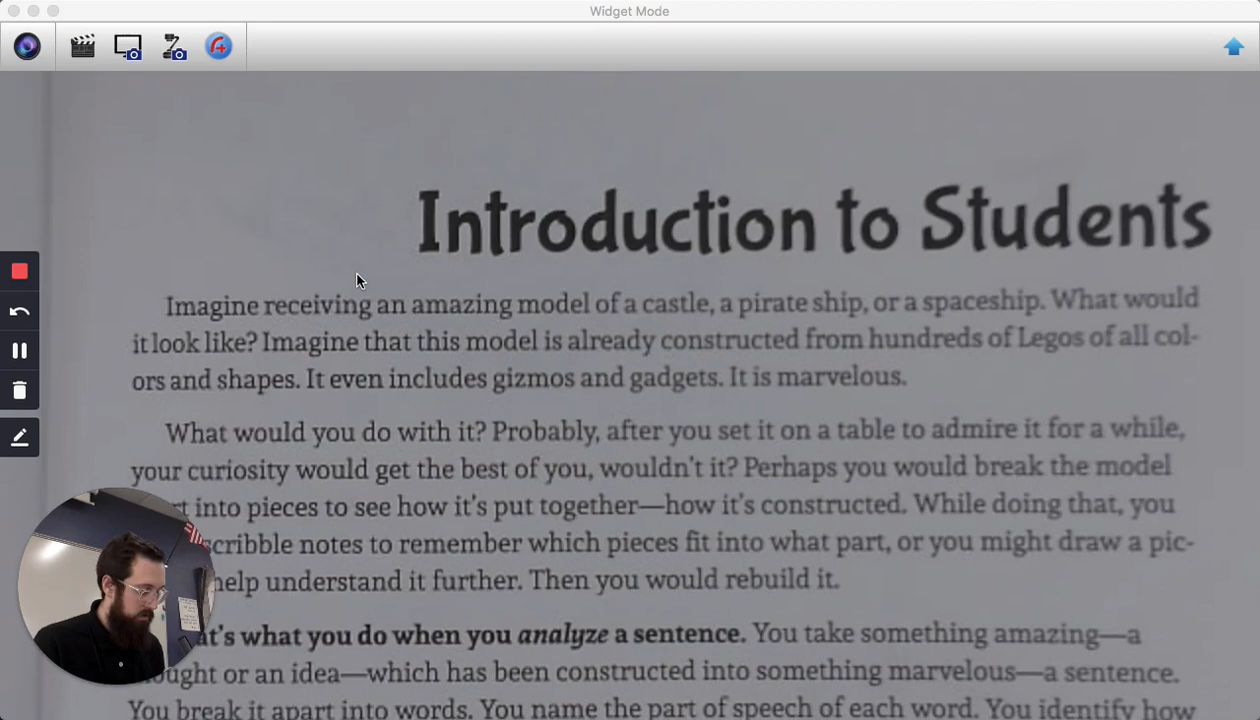 Widget Mode
Introduction to Students
Imagine receiving an amazing model of a castle, a pirate ship, or a spaceship. What would
it look like? Imagine that this model is already constructed from hundreds of Legos of all col-
ors and shapes. It even includes gizmos and gadgets. It is marvelous.
What would you do with it? Probably, after you set it on a table to admire it for a while,
your curiosity would get the best of you, wouldn't it? Perhaps you would break the model
into pieces to see how it's put together—how it's constructed. While doing that, you
scribble notes to remember which pieces fit into what part, or you might draw a pic-
help understand it further. Then you would rebuild it.
what you do when you analyze a sentence. You take something amazing—a
or an idea—which has been constructed into something marvelous—a sentence.
You break it apart into words. You name the part of speech of each word. You identify how